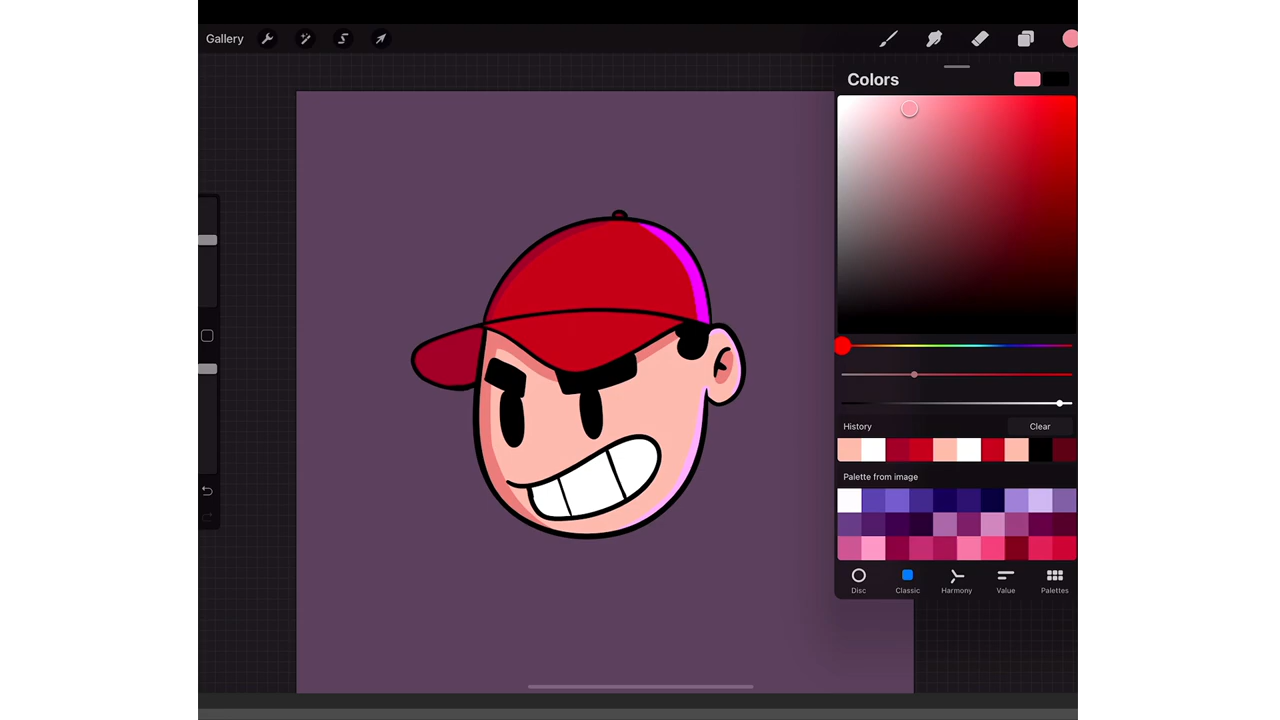 Gallery
Colors
History
Clear
Palette from image
Disc
Classic
Harmony
Value
Palettes